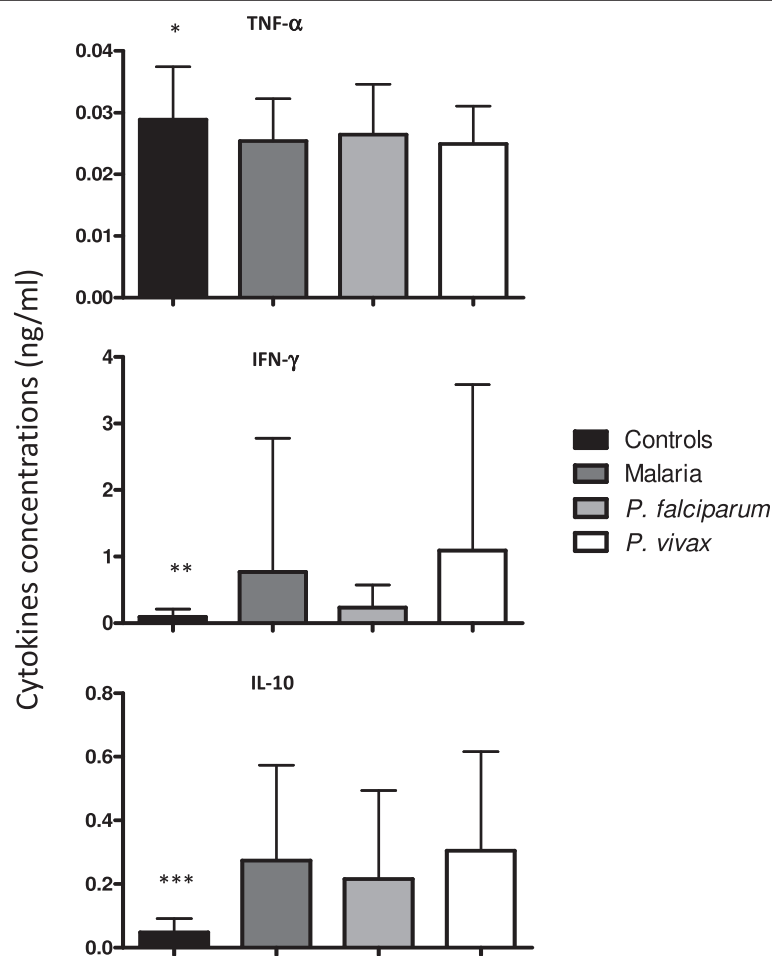 *
TNF-α
0.04
0.03
0.02
0.01
0.00
Cytokines concentrations (ng/ml)
IFN-γ
4
3
2
1
0
**
Controls
Malaria
P. falciparum
P. vivax
IL-10
0.8
0.6
0.4
0.2
0.0
***